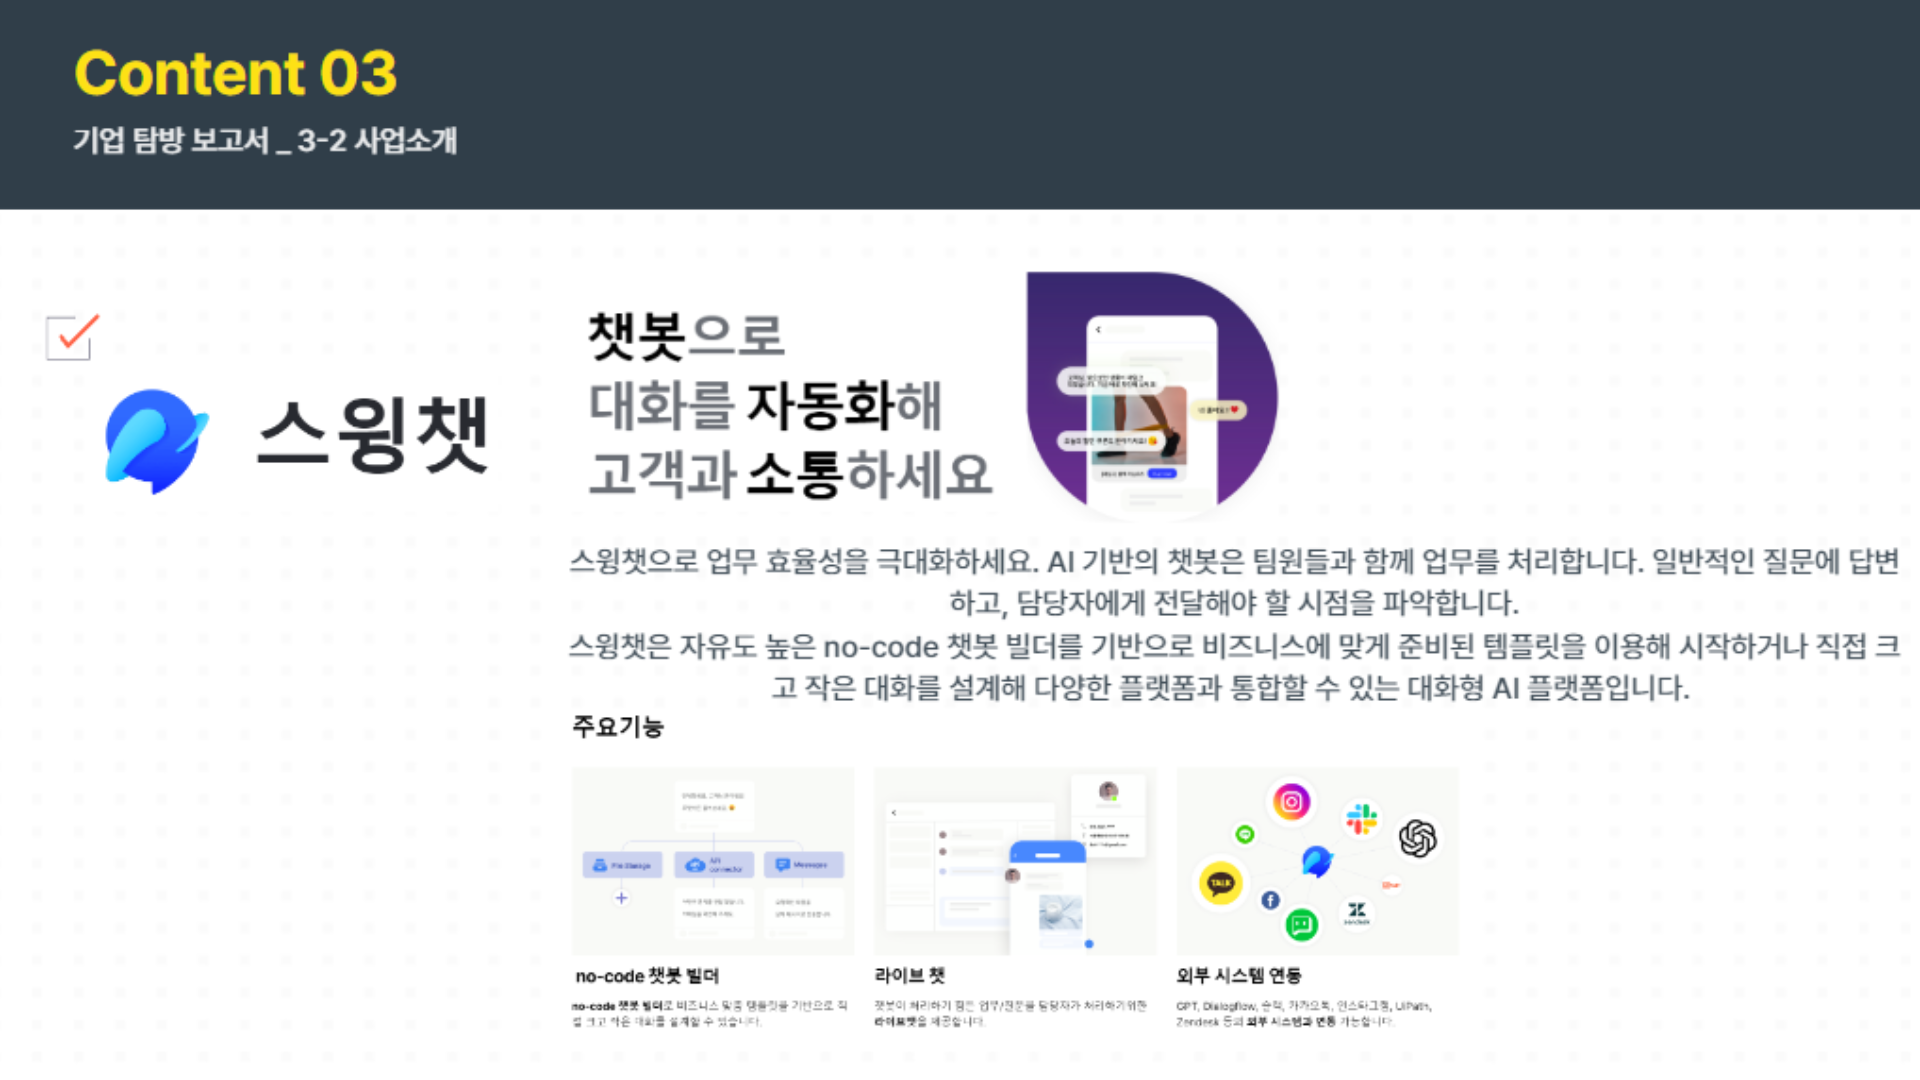 Content 03
기업 탐방 보고서 _ 3-2 사업소개
스윙챗
챗봇으로
대화를 자동화해
고객과 소통하세요
스윙챗으로 업무 효율성을 극대화하세요. AI 기반의 챗봇은 팀원들과 함께 업무를 처리합니다. 일반적인 질문에 답변
하고, 담당자에게 전달해야 할 시점을 파악합니다.
스윙챗은 자유도 높은 no-code 챗봇 빌더를 기반으로 비즈니스에 맞게 준비된 템플릿을 이용해 시작하거나 직접 크
고 작은 대화를 설계해 다양한 플랫폼과 통합할 수 있는 대화형 AI 플랫폼입니다.
주요기능
File Storage
API
connector
Messages
TALK
zendesk
no-code 챗봇 빌더
라이브 챗
외부 시스템 연동
no-code 챗봇 빌더로 비즈니스 맞춤 템플릿을 기반으로 직
접 크고 작은 대화를 설계할 수 있습니다.
챗봇이 처리하기 힘든 업무/질문을 담당자가 처리하기위한
라이브챗을 제공합니다.
GPT, Dialogflow, 슬랙, 카카오톡, 인스타그램, UiPath,
Zendesk 등의 외부 시스템과 연동 가능합니다.